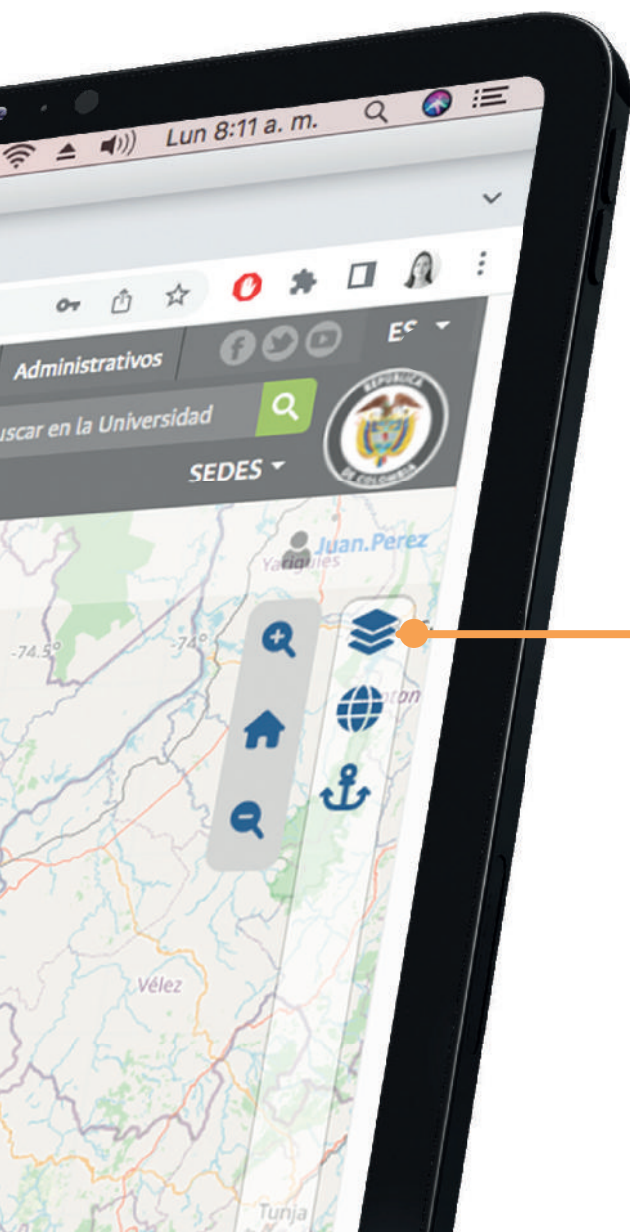 Lun 8:11 a. m.
Administrativos
ES
uscar en la Universidad
REPUBLICA
DE COLOMBIA
SEDES
Juan.Perez
Yariguíes
-74.5°
-74°
Vélez
Tunja